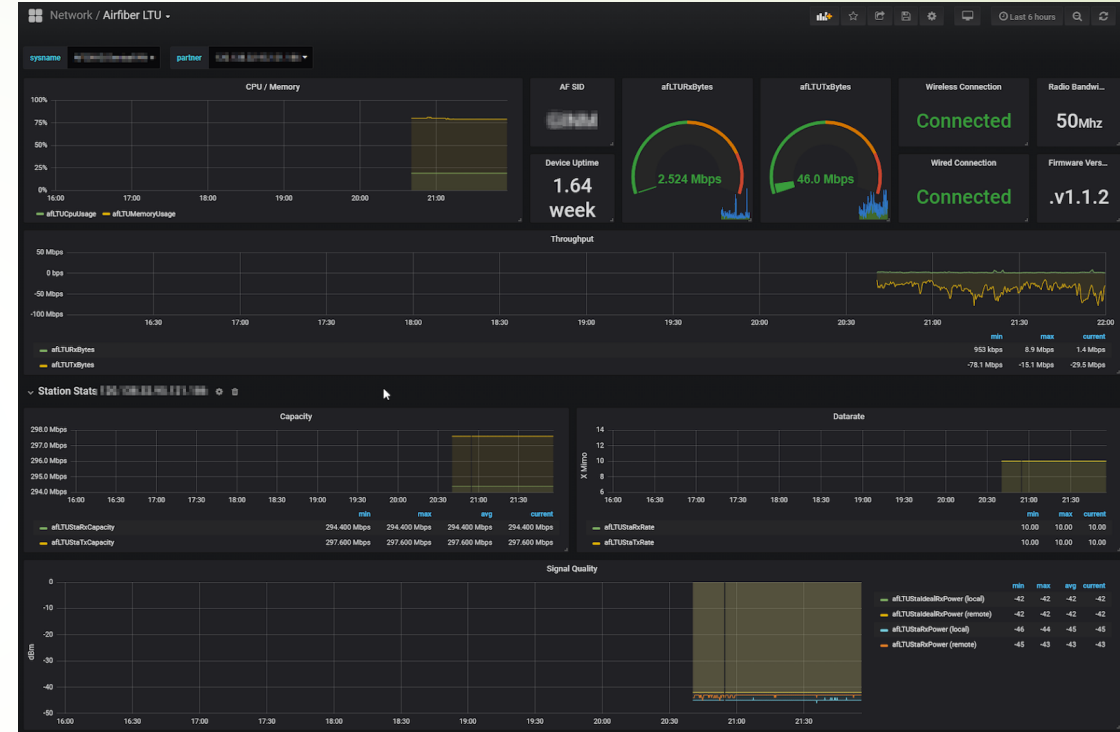 Network / Airfiber LTU
Last 6 hours
sysname
partner
CPU / Memory
100%
75%
50%
25%
0%
16:00 17:00 18:00 19:00 20:00 21:00
afLTUCpuUsage afLTUMemoryUsage
AF SID
Device Uptime
1.64
week
afLTURxBytes
2.524 Mbps
afLTUTxBytes
46.0 Mbps
Wireless Connection
Connected
Wired Connection
Connected
Radio Bandwi...
50Mhz
Firmware Vers...
.v1.1.2
Throughput
50 Mbps
0 bps
-50 Mbps
-100 Mbps
16:30 17:00 17:30 18:00 18:30 19:00 19:30 20:00 20:30 21:00 21:30 22:00
min max current
afLTURxBytes 953 kbps 8.9 Mbps 1.4 Mbps
afLTUTxBytes -78.1 Mbps -15.1 Mbps -29.5 Mbps
Station Stats
Capacity
298.0 Mbps
297.0 Mbps
296.0 Mbps
295.0 Mbps
294.0 Mbps
16:00 16:30 17:00 17:30 18:00 18:30 19:00 19:30 20:00 20:30 21:00 21:30
min max avg current
afLTUStaRxCapacity 294.400 Mbps 294.400 Mbps 294.400 Mbps 294.400 Mbps
afLTUStaTxCapacity 297.600 Mbps 297.600 Mbps 297.600 Mbps 297.600 Mbps
Datarate
X Mimo
14
12
10
8
6
16:00 16:30 17:00 17:30 18:00 18:30 19:00 19:30 20:00 20:30 21:00 21:30
min max current
afLTUStaRxRate 10.00 10.00 10.00
afLTUStaTxRate 10.00 10.00 10.00
Signal Quality
dBm
0
-10
-20
-30
-40
-50
16:00 16:30 17:00 17:30 18:00 18:30 19:00 19:30 20:00 20:30 21:00 21:30
min max avg current
afLTUStaIdealRxPower (local) -42 -42 -42 -42
afLTUStaIdealRxPower (remote) -42 -42 -42 -42
afLTUStaRxPower (local) -46 -44 -45 -45
afLTUStaRxPower (remote) -45 -43 -43 -43